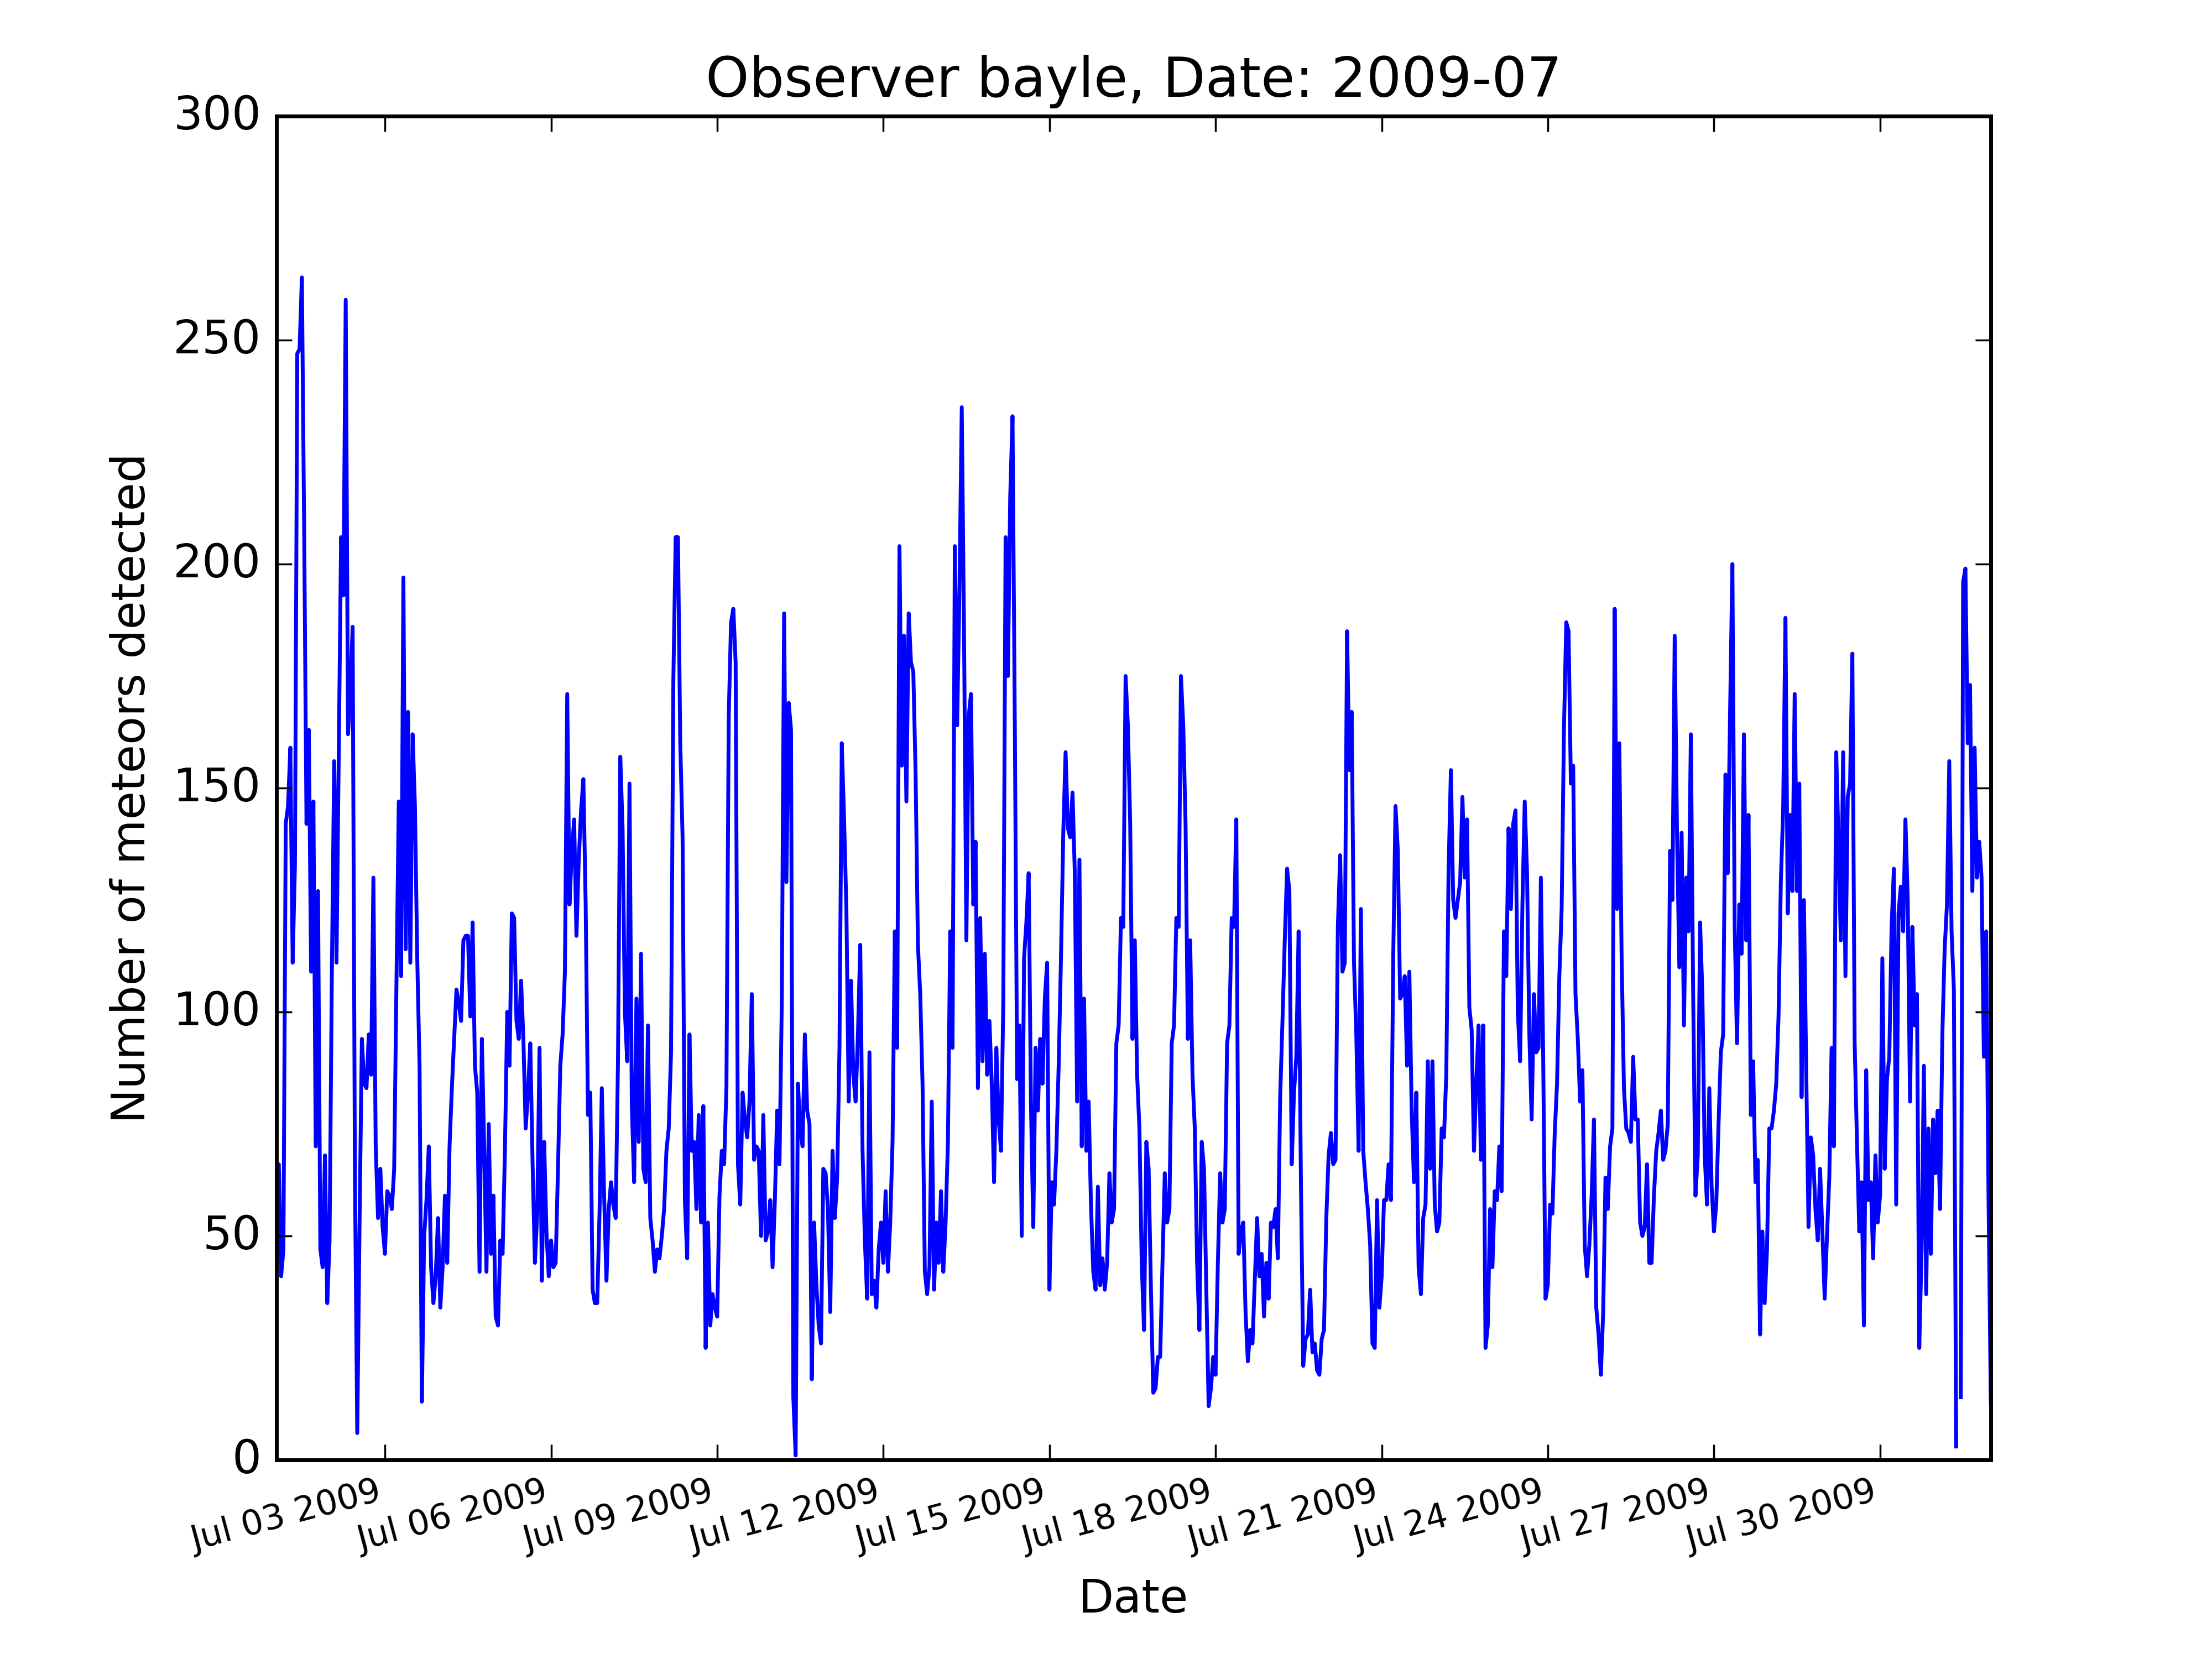 Observer bayle, Date: 2009-07
300
250
200
150
100
50
0
Number of meteors detected
Jul 03 2009
Jul 06 2009
Jul 09 2009
Jul 12 2009
Jul 15 2009
Jul 18 2009
Jul 21 2009
Jul 24 2009
Jul 27 2009
Jul 30 2009
Date